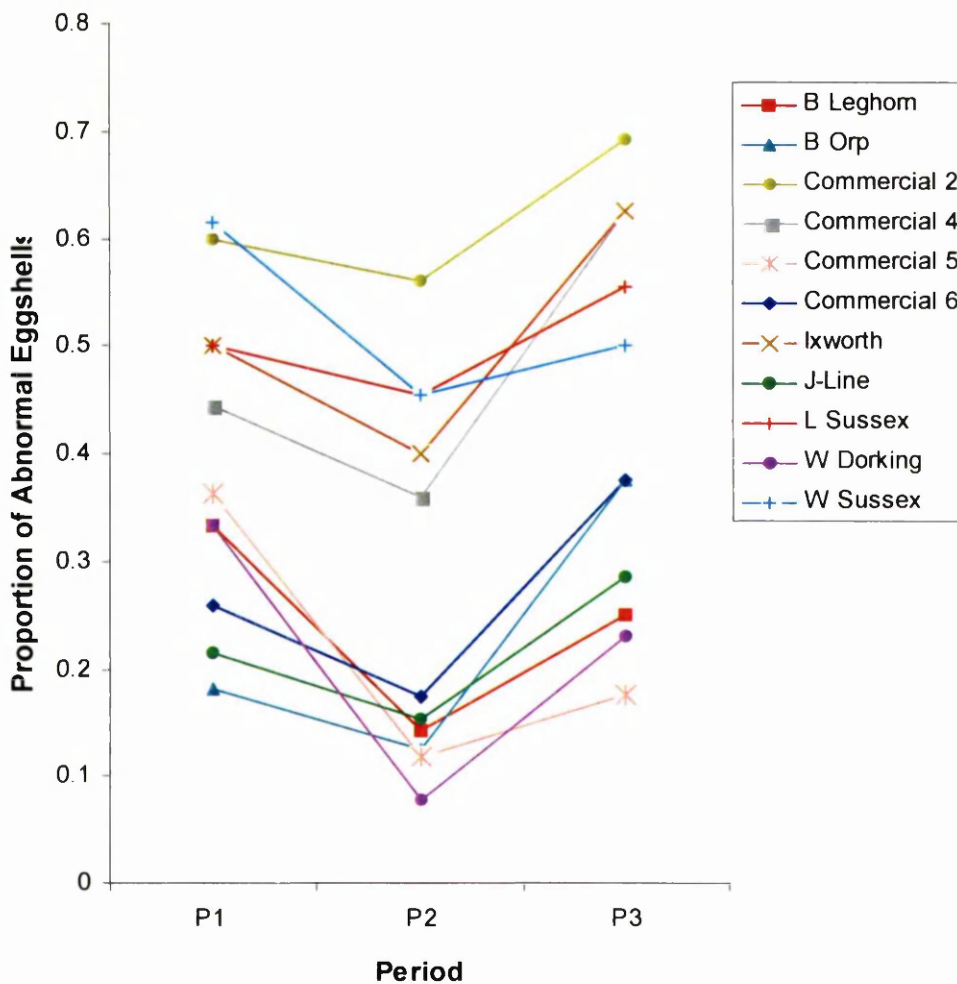 0.8
0.7
0.6
0.5
0.4
0.3
0.2
0.1
0
Proportion of Abnormal Eggshells
P1 P2 P3
Period
B Leghorn
B Orp
Commercial 2
Commercial 4
Commercial 5
Commercial 6
Ixworth
J-Line
L Sussex
W Dorking
W Sussex